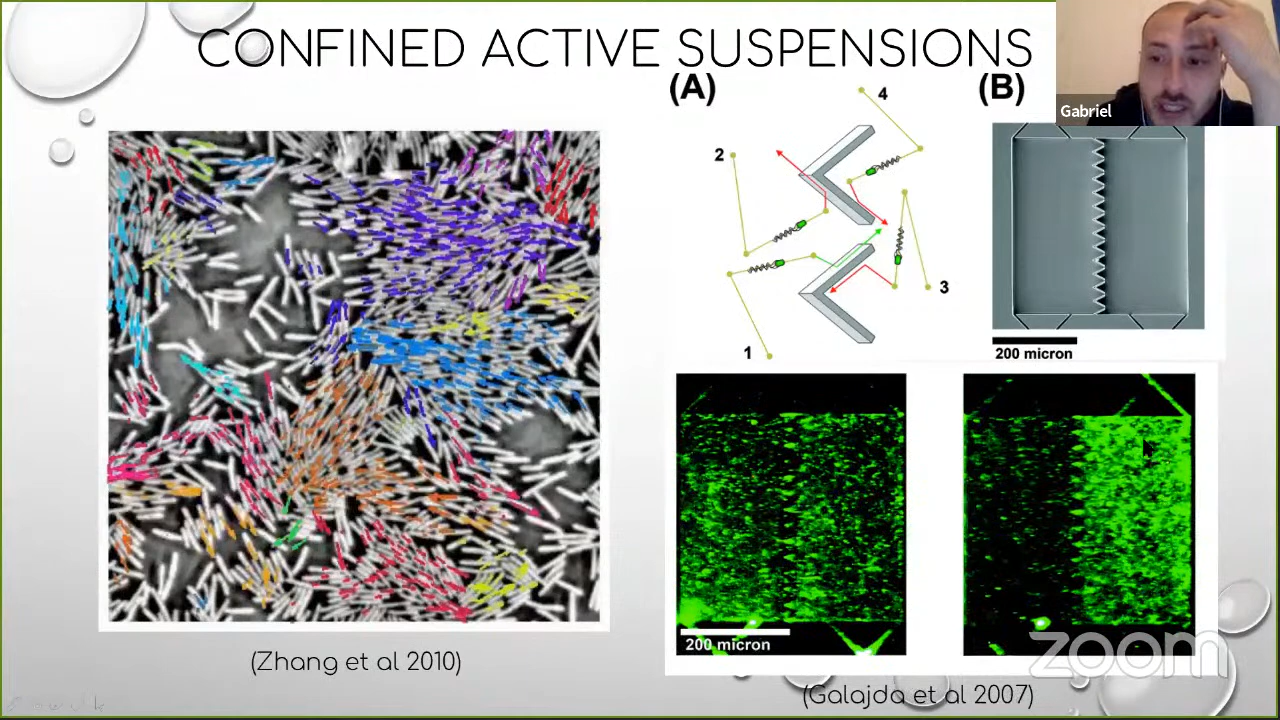 CONFINED ACTIVE SUSPENSIONS
Gabriel
(A)
(B)
4
2
3
1
200 micron
200 micron
zoom
(Zhang et al 2010)
(Galajda et al 2007)